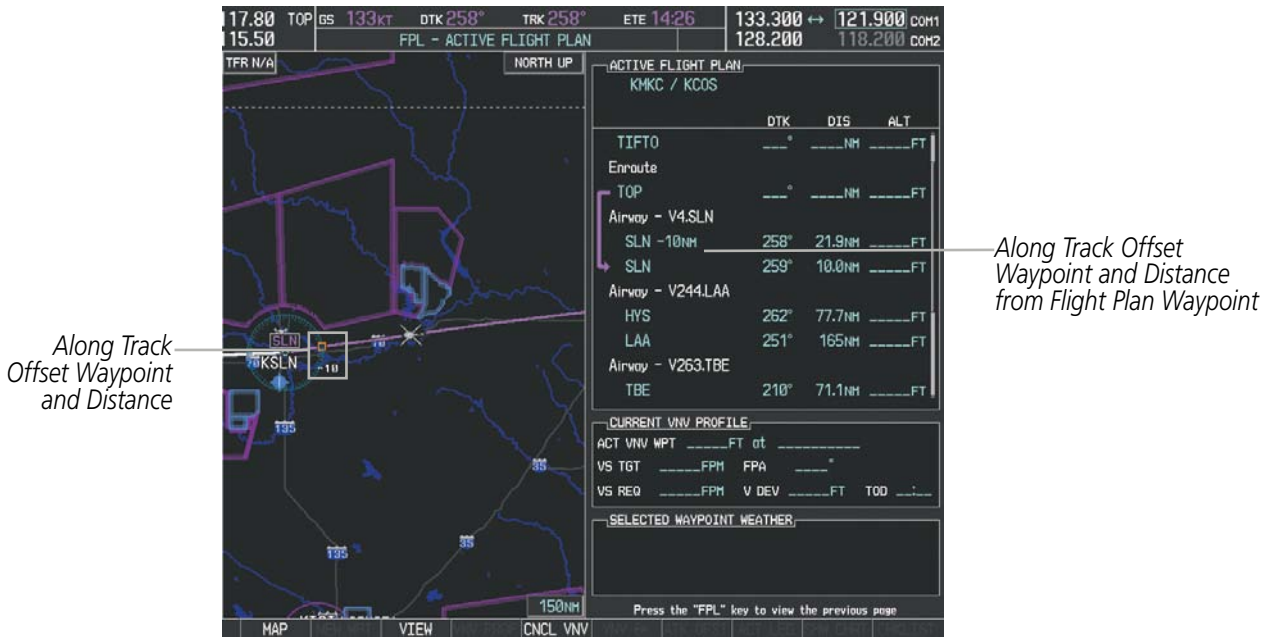 117.80 TOP GS 133KT DTK 258° TRK 258° ETE 14:26 133.300 ↔ 121.900 COM1
115.50 FPL - ACTIVE FLIGHT PLAN 128.200 118.200 COM2
TFR N/A NORTH UP
SLN
KSLN
70
70
-10
135
35
35
135
150NM
Along Track
Offset Waypoint
and Distance
ACTIVE FLIGHT PLAN
KMKC / KCOS
DTK DIS ALT
TIFTO ___° ____NM _____FT
Enroute
TOP ___° ____NM _____FT
Airway - V4.SLN
SLN -10NM 258° 21.9NM _____FT
SLN 259° 10.0NM _____FT
Airway - V244.LAA
HYS 262° 77.7NM _____FT
LAA 251° 165NM _____FT
Airway - V263.TBE
TBE 210° 71.1NM _____FT
Along Track Offset
Waypoint and Distance
from Flight Plan Waypoint
CURRENT VNV PROFILE
ACT VNV WPT _____FT at __________
VS TGT _____FPM FPA ____°
VS REQ _____FPM V DEV _____FT TOD __:__
SELECTED WAYPOINT WEATHER
Press the "FPL" key to view the previous page
MAP VIEW CNCL VNV